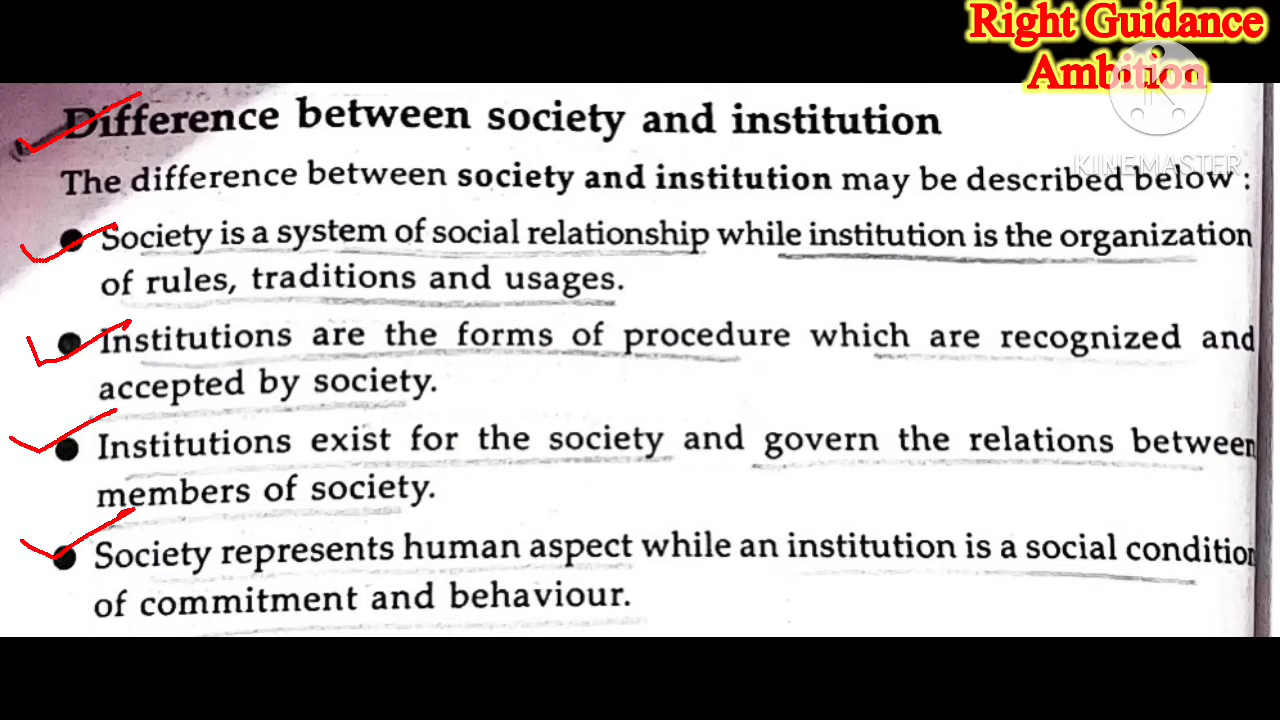 Right Guidance
Ambition
KINEMASTER
Difference between society and institution
The difference between society and institution may be described below :
● Society is a system of social relationship while institution is the organization
of rules, traditions and usages.
● Institutions are the forms of procedure which are recognized and
accepted by society.
● Institutions exist for the society and govern the relations between
members of society.
● Society represents human aspect while an institution is a social condition
of commitment and behaviour.